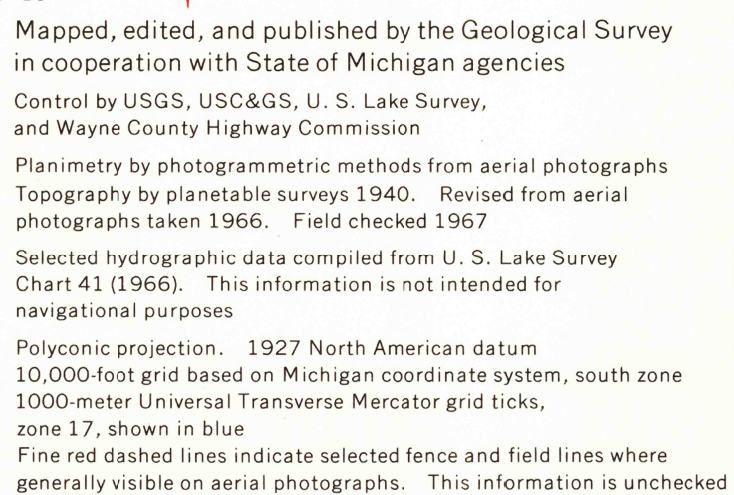 Mapped, edited, and published by the Geological Survey
in cooperation with State of Michigan agencies
Control by USGS, USC&GS, U. S. Lake Survey,
and Wayne County Highway Commission
Planimetry by photogrammetric methods from aerial photographs
Topography by planetable surveys 1940. Revised from aerial
photographs taken 1966. Field checked 1967
Selected hydrographic data compiled from U. S. Lake Survey
Chart 41 (1966). This information is not intended for
navigational purposes
Polyconic projection. 1927 North American datum
10,000-foot grid based on Michigan coordinate system, south zone
1000-meter Universal Transverse Mercator grid ticks,
zone 17, shown in blue
Fine red dashed lines indicate selected fence and field lines where
generally visible on aerial photographs. This information is unchecked